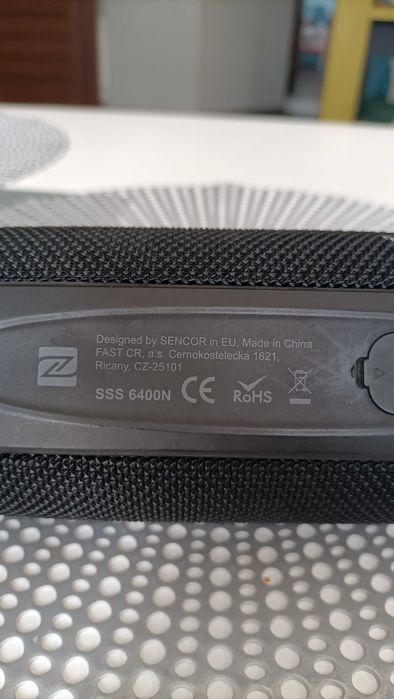 Designed by SENCOR in EU, Made in China
FAST CR, a.s. Cernokostelecka 1621,
Ricany, CZ-25101
SSS 6400N CE RoHS